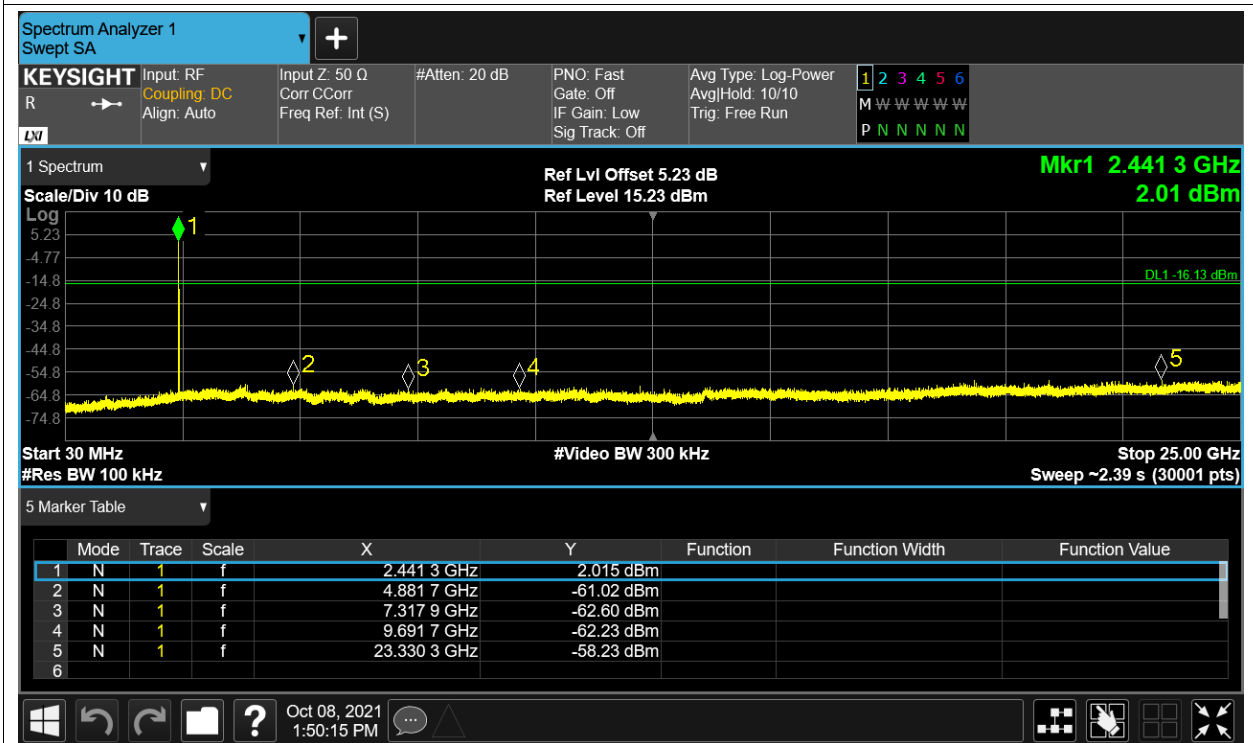 Spectrum Analyzer 1
Swept SA
KEYSIGHT
R
LXI
Input: RF
Coupling: DC
Align: Auto
Input Z: 50 Ω
Corr CCorr
Freq Ref: Int (S)
#Atten: 20 dB
PNO: Fast
Gate: Off
IF Gain: Low
Sig Track: Off
Avg Type: Log-Power
Avg|Hold: 10/10
Trig: Free Run
1 2 3 4 5 6
M W W W W W
P N N N N N
1 Spectrum
Scale/Div 10 dB
Ref Lvl Offset 5.23 dB
Ref Level 15.23 dBm
Mkr1 2.441 3 GHz
2.01 dBm
Log
5.23
-4.77
-14.8
-24.8
-34.8
-44.8
-54.8
-64.8
-74.8
1
DL1 -16.13 dBm
2
3
4
5
Start 30 MHz
#Video BW 300 kHz
Stop 25.00 GHz
#Res BW 100 kHz
Sweep ~2.39 s (30001 pts)
5 Marker Table
Mode Trace Scale X Y Function Function Width Function Value
1 N 1 f 2.441 3 GHz 2.015 dBm
2 N 1 f 4.881 7 GHz -61.02 dBm
3 N 1 f 7.317 9 GHz -62.60 dBm
4 N 1 f 9.691 7 GHz -62.23 dBm
5 N 1 f 23.330 3 GHz -58.23 dBm
6
?
Oct 08, 2021
1:50:15 PM